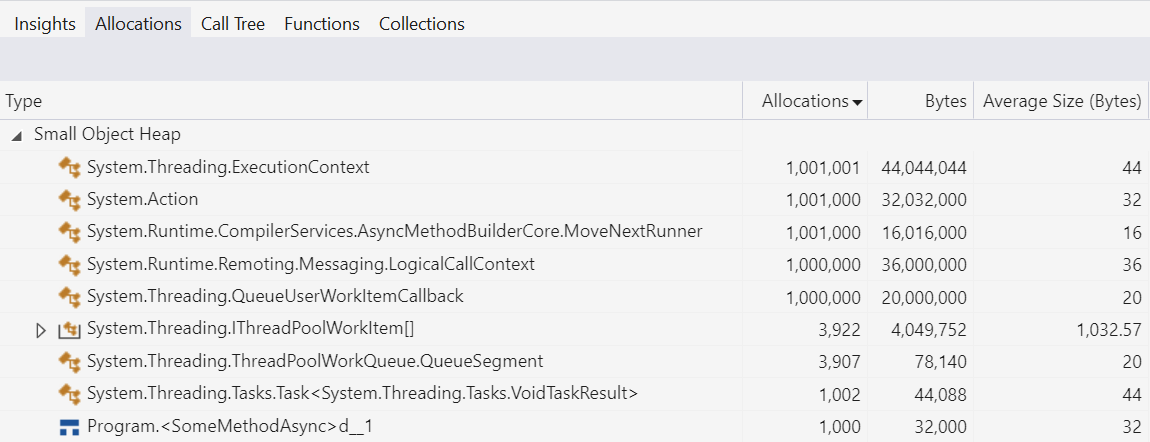 Insights Allocations Call Tree Functions Collections
Type Allocations Bytes Average Size (Bytes)
Small Object Heap
System.Threading.ExecutionContext 1,001,001 44,044,044 44
System.Action 1,001,000 32,032,000 32
System.Runtime.CompilerServices.AsyncMethodBuilderCore.MoveNextRunner 1,001,000 16,016,000 16
System.Runtime.Remoting.Messaging.LogicalCallContext 1,000,000 36,000,000 36
System.Threading.QueueUserWorkItemCallback 1,000,000 20,000,000 20
System.Threading.IThreadPoolWorkItem[] 3,922 4,049,752 1,032.57
System.Threading.ThreadPoolWorkQueue.QueueSegment 3,907 78,140 20
System.Threading.Tasks.Task<System.Threading.Tasks.VoidTaskResult> 1,002 44,088 44
Program.<SomeMethodAsync>d__1 1,000 32,000 32